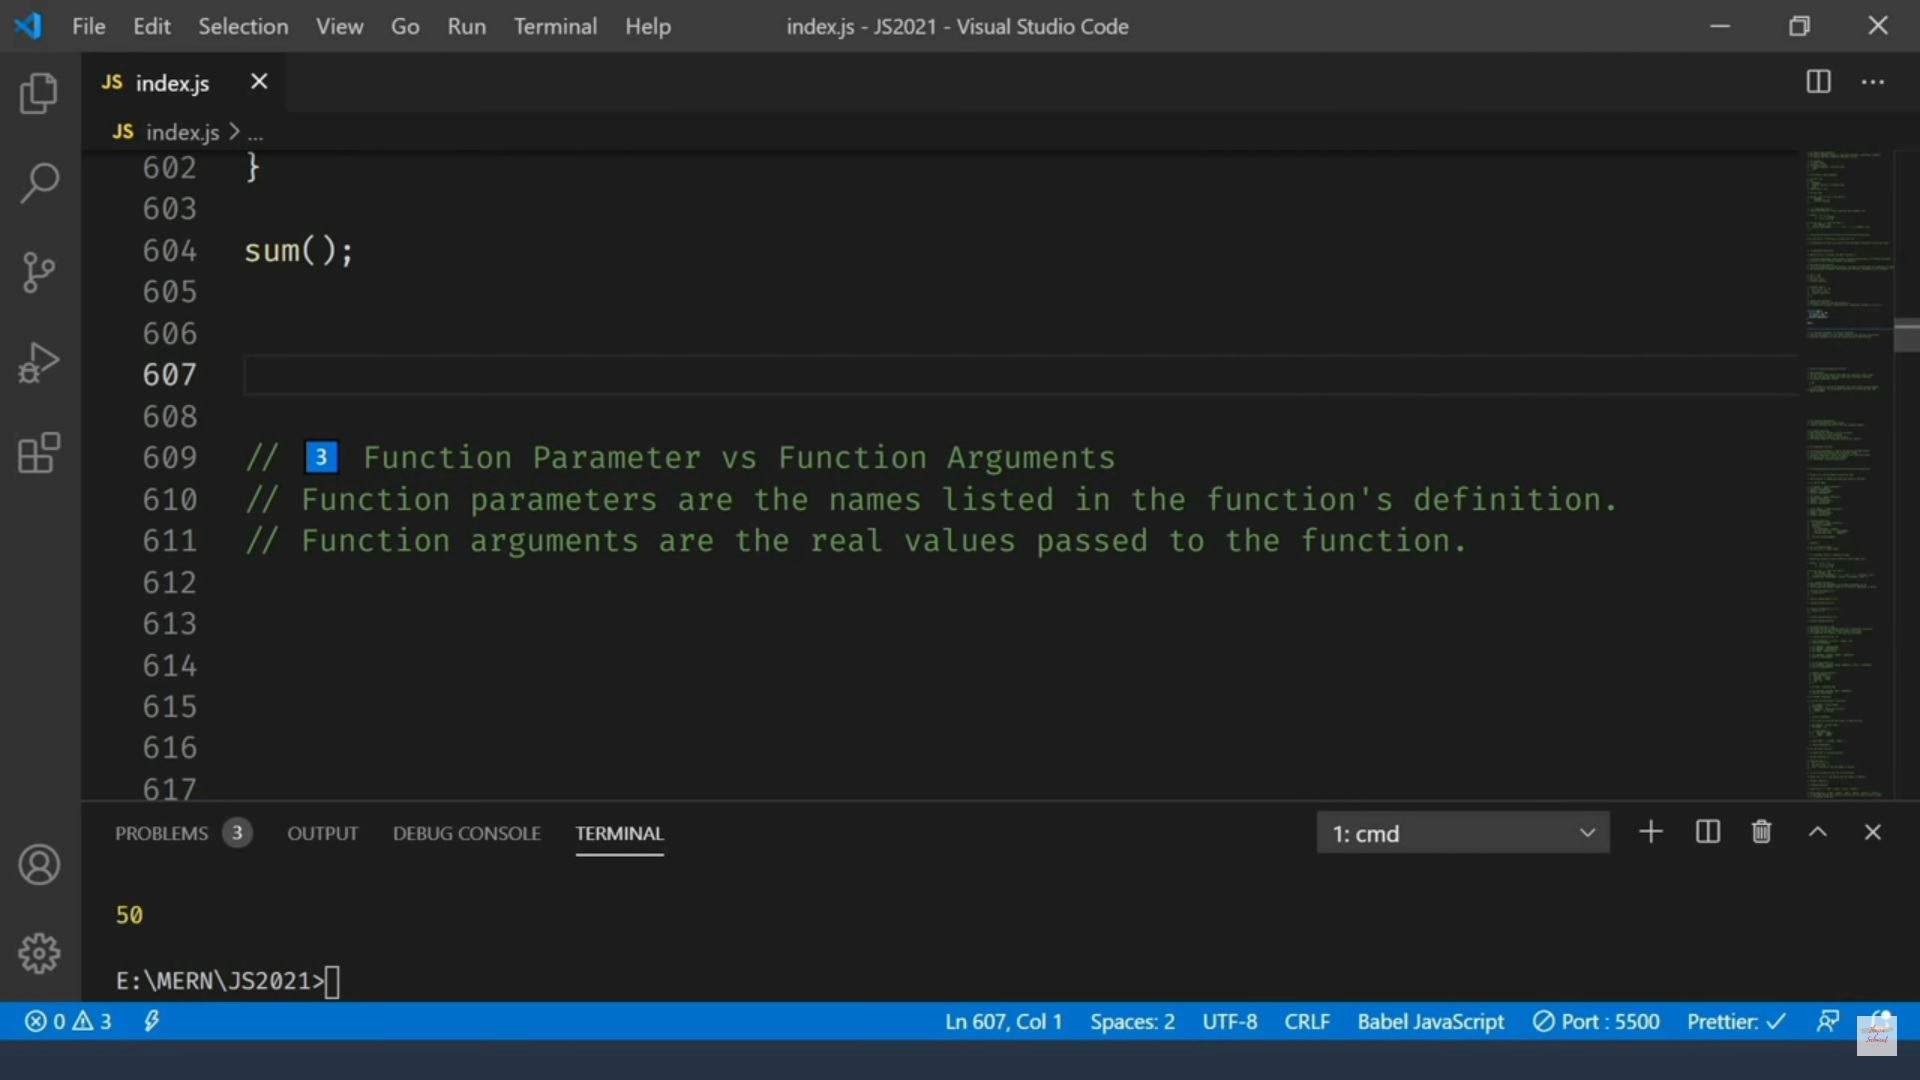 File Edit Selection View Go Run Terminal Help index.js - JS2021 - Visual Studio Code
JS index.js
JS index.js > ...
602 }
603
604 sum();
605
606
607
608
609 // 3 Function Parameter vs Function Arguments
610 // Function parameters are the names listed in the function's definition.
611 // Function arguments are the real values passed to the function.
612
613
614
615
616
617
PROBLEMS 3 OUTPUT DEBUG CONSOLE TERMINAL 1: cmd
50
E:\MERN\JS2021>
0 3 Ln 607, Col 1 Spaces: 2 UTF-8 CRLF Babel JavaScript Port : 5500 Prettier: ✓